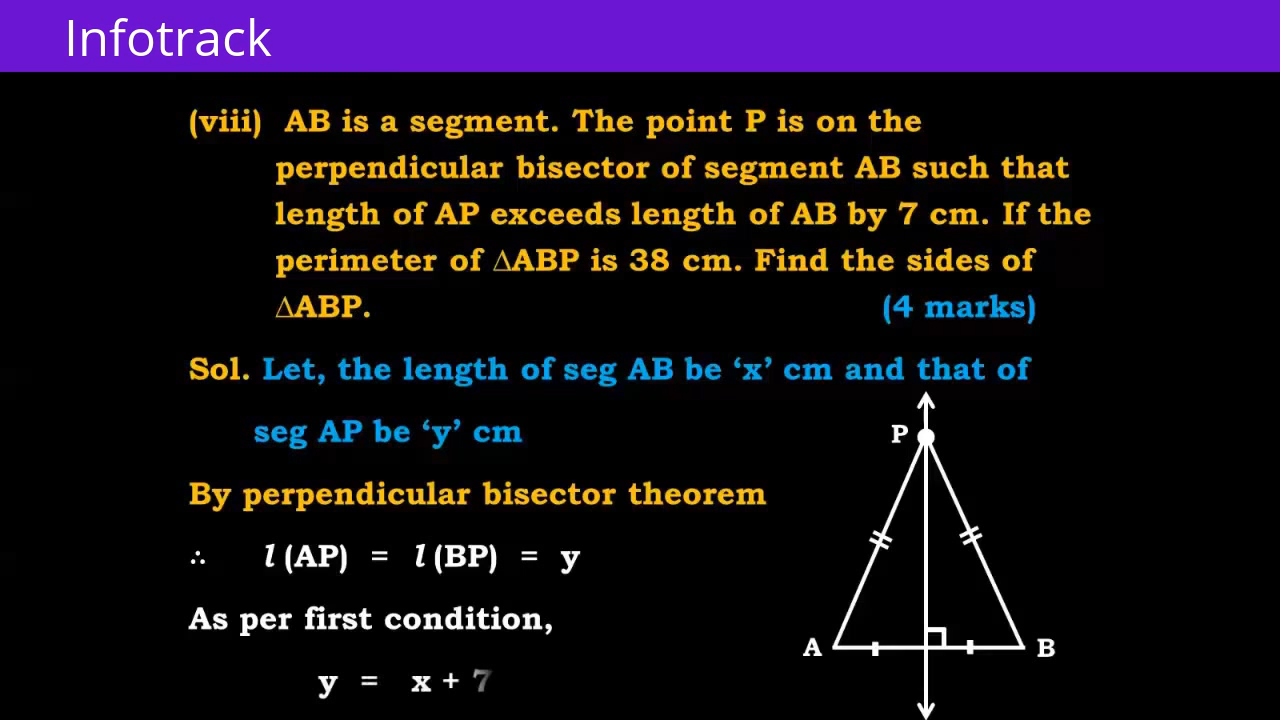 Infotrack
(viii) AB is a segment. The point P is on the
perpendicular bisector of segment AB such that
length of AP exceeds length of AB by 7 cm. If the
perimeter of ∆ABP is 38 cm. Find the sides of
∆ABP. (4 marks)
Sol. Let, the length of seg AB be ‘x’ cm and that of
seg AP be ‘y’ cm
By perpendicular bisector theorem
∴ l (AP) = l (BP) = y
As per first condition,
y = x + 7
P
A
B